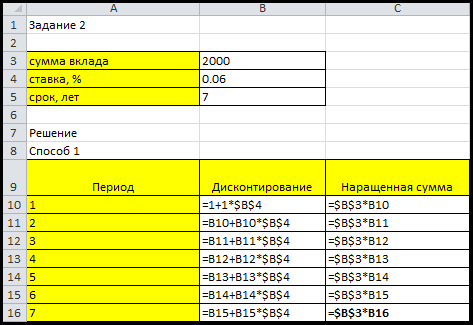 A B C
1 Задание 2
2
3 сумма вклада 2000
4 ставка, % 0.06
5 срок, лет 7
6
7 Решение
8 Способ 1
9 Период Дисконтирование Наращенная сумма
10 1 =1+1*$B$4 =$B$3*B10
11 2 =B10+B10*$B$4 =$B$3*B11
12 3 =B11+B11*$B$4 =$B$3*B12
13 4 =B12+B12*$B$4 =$B$3*B13
14 5 =B13+B13*$B$4 =$B$3*B14
15 6 =B14+B14*$B$4 =$B$3*B15
16 7 =B15+B15*$B$4 =$B$3*B16